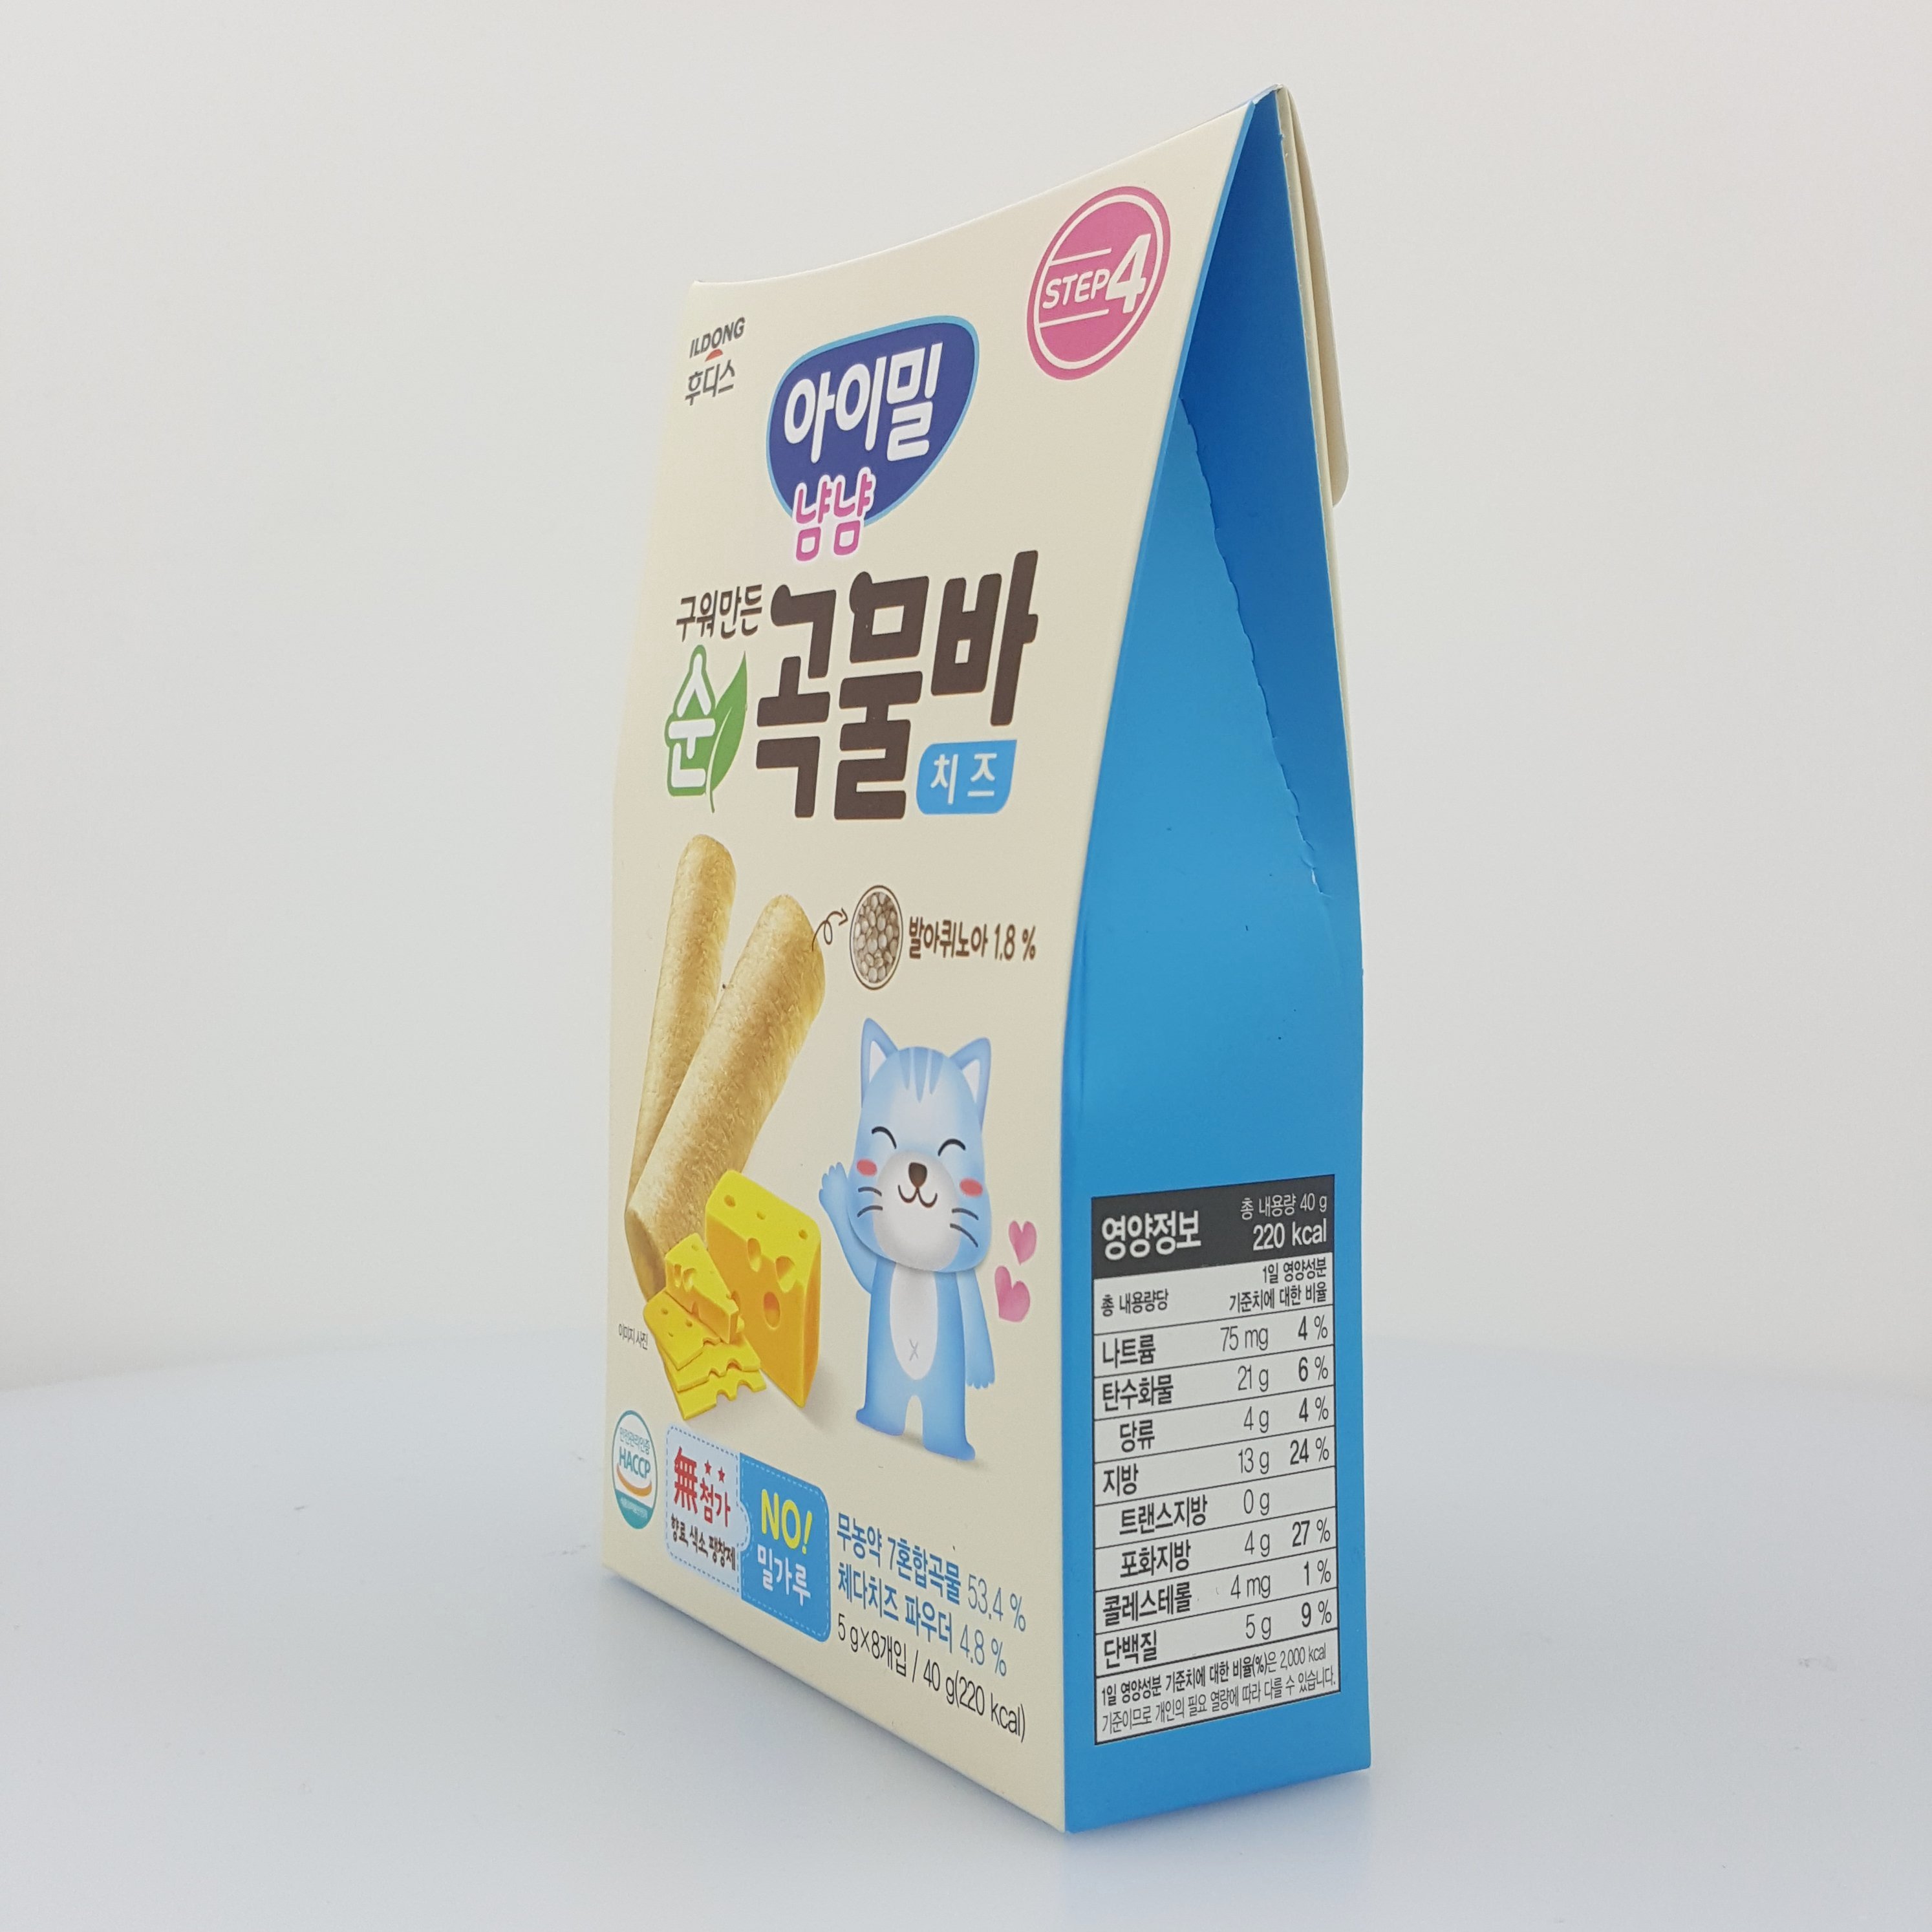 ILDONG
후디스
STEP4
아이밀
냠냠
구워만든
순 곡물바
치즈
발아퀴노아 1.8 %
이미지 사진
안전관리인증
HACCP
無첨가
향료, 색소, 팽창제
NO!
밀가루
무농약 7혼합곡물 53.4 %
체다치즈 파우더 4.8 %
5 g×8개입 / 40 g(220 kcal)
영양정보
총 내용량 40 g
220 kcal
총 내용량당
1일 영양성분
기준치에 대한 비율
나트륨 75 mg 4 %
탄수화물 21 g 6 %
당류 4 g 4 %
지방 13 g 24 %
트랜스지방 0 g
포화지방 4 g 27 %
콜레스테롤 4 mg 1 %
단백질 5 g 9 %
1일 영양성분 기준치에 대한 비율(%)은 2,000 kcal
기준이므로 개인의 필요 열량에 따라 다를 수 있습니다.